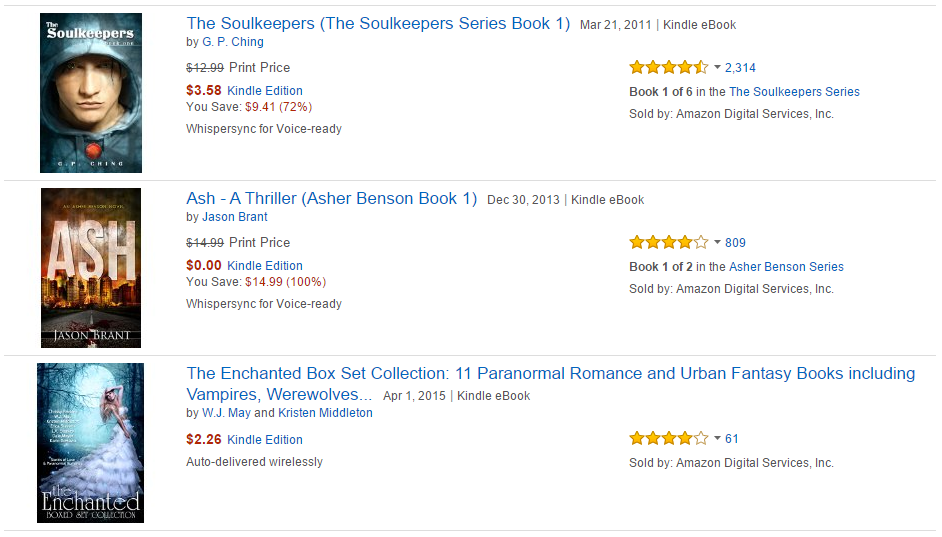 The
Soulkeepers
The Soulkeepers (The Soulkeepers Series Book 1) Mar 21, 2011 | Kindle eBook
by G. P. Ching
$12.99 Print Price
$3.58 Kindle Edition
You Save: $9.41 (72%)
Whispersync for Voice-ready
2,314
Book 1 of 6 in the The Soulkeepers Series
Sold by: Amazon Digital Services, Inc.
G.P. CHING
AN ASHER BENSON NOVEL
ASH
JASON BRANT
Ash - A Thriller (Asher Benson Book 1) Dec 30, 2013 | Kindle eBook
by Jason Brant
$14.99 Print Price
$0.00 Kindle Edition
You Save: $14.99 (100%)
Whispersync for Voice-ready
809
Book 1 of 2 in the Asher Benson Series
Sold by: Amazon Digital Services, Inc.
the
Enchanted
BOXED SET COLLECTION
The Enchanted Box Set Collection: 11 Paranormal Romance and Urban Fantasy Books including
Vampires, Werewolves... Apr 1, 2015 | Kindle eBook
by W.J. May and Kristen Middleton
$2.26 Kindle Edition
Auto-delivered wirelessly
61
Sold by: Amazon Digital Services, Inc.